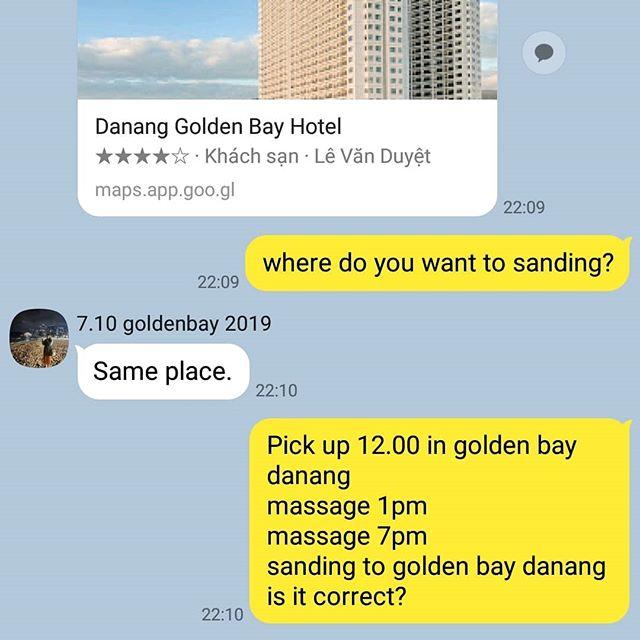 Danang Golden Bay Hotel
★★★★☆ · Khách sạn · Lê Văn Duyệt
maps.app.goo.gl
22:09
where do you want to sanding?
22:09
7.10 goldenbay 2019
Same place.
22:10
Pick up 12.00 in golden bay
danang
massage 1pm
massage 7pm
sanding to golden bay danang
is it correct?
22:10